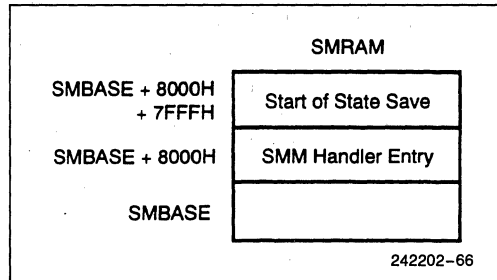 SMRAM
SMBASE + 8000H
+ 7FFFH
Start of State Save
SMBASE + 8000H
SMM Handler Entry
SMBASE
242202–66